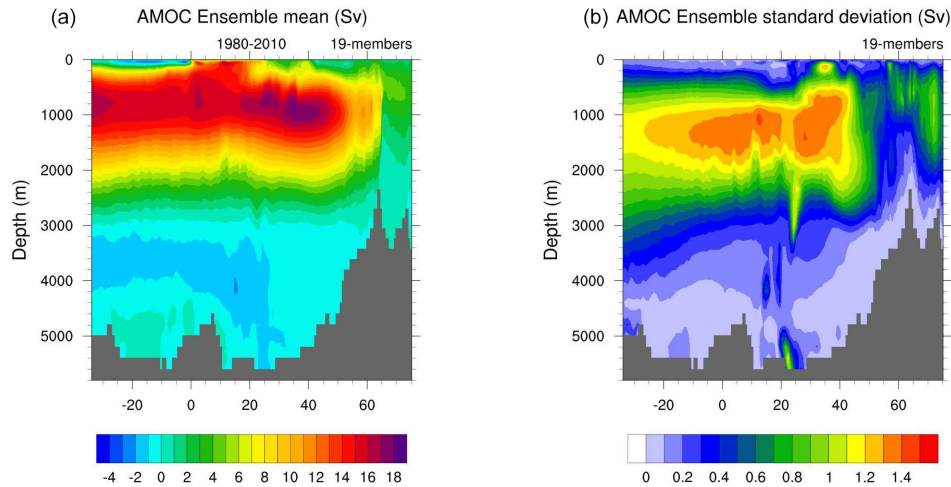 (a) AMOC Ensemble mean (Sv)
1980-2010 19-members
0
1000
2000
3000
4000
5000
Depth (m)
-20 0 20 40 60
-4 -2 0 2 4 6 8 10 12 14 16 18
(b) AMOC Ensemble standard deviation (Sv)
19-members
0
1000
2000
3000
4000
5000
Depth (m)
-20 0 20 40 60
0 0.2 0.4 0.6 0.8 1 1.2 1.4